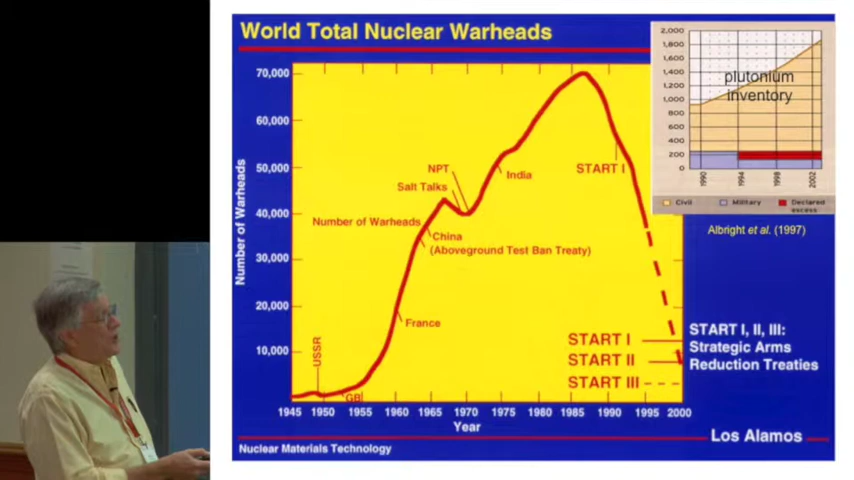 World Total Nuclear Warheads
2,000
1,800
1,600
1,400
1,200
1,000
800
600
400
200
0
plutonium
inventory
1990
1994
1998
2002
Civil
Military
Declared
excess
Albright et al. (1997)
Number of Warheads
70,000
60,000
50,000
40,000
30,000
20,000
10,000
NPT
Salt Talks
India
START I
Number of Warheads
China
(Aboveground Test Ban Treaty)
France
USSR
GB
START I
START II
START III
START I, II, III:
Strategic Arms
Reduction Treaties
1945 1950 1955 1960 1965 1970 1975 1980 1985 1990 1995 2000
Year
Los Alamos
Nuclear Materials Technology